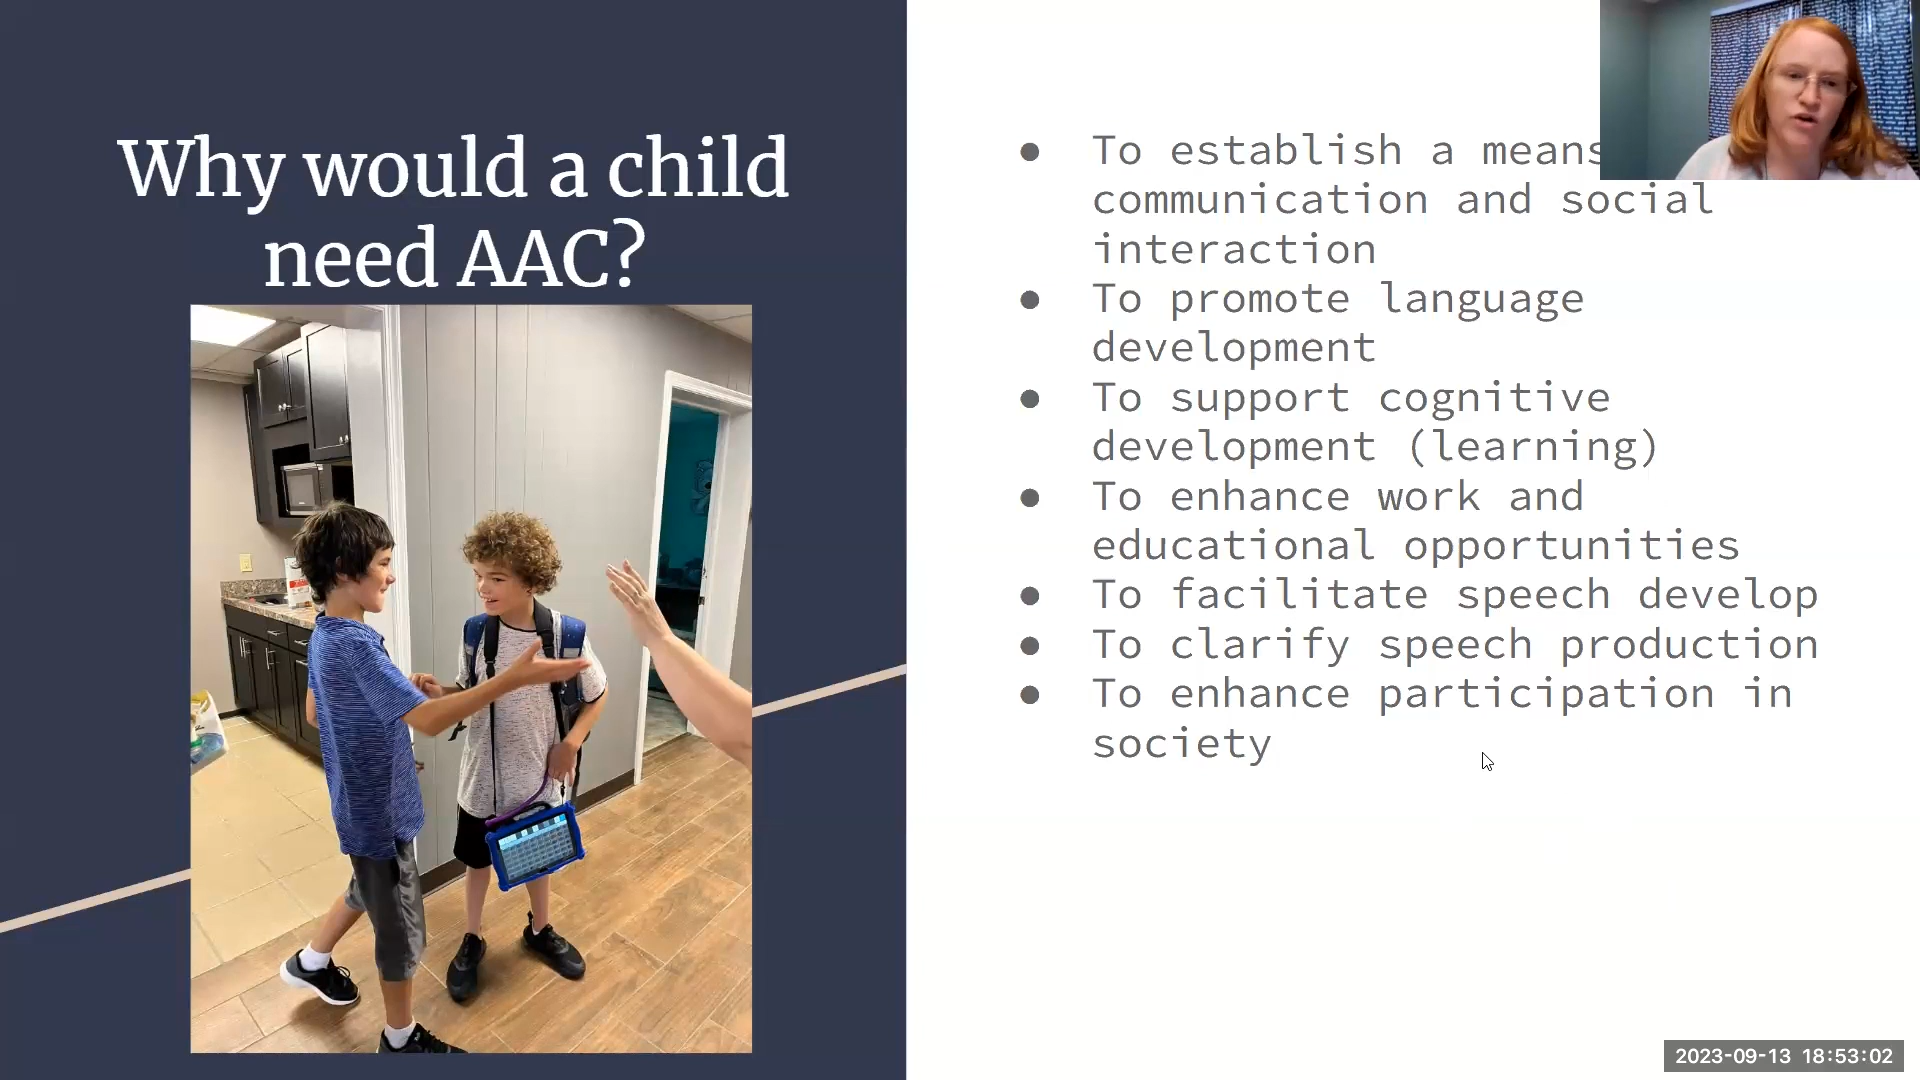 Why would a child
need AAC?
● To establish a means
communication and social
interaction
● To promote language
development
● To support cognitive
development (learning)
● To enhance work and
educational opportunities
● To facilitate speech develop
● To clarify speech production
● To enhance participation in
society
2023-09-13 18:53:02